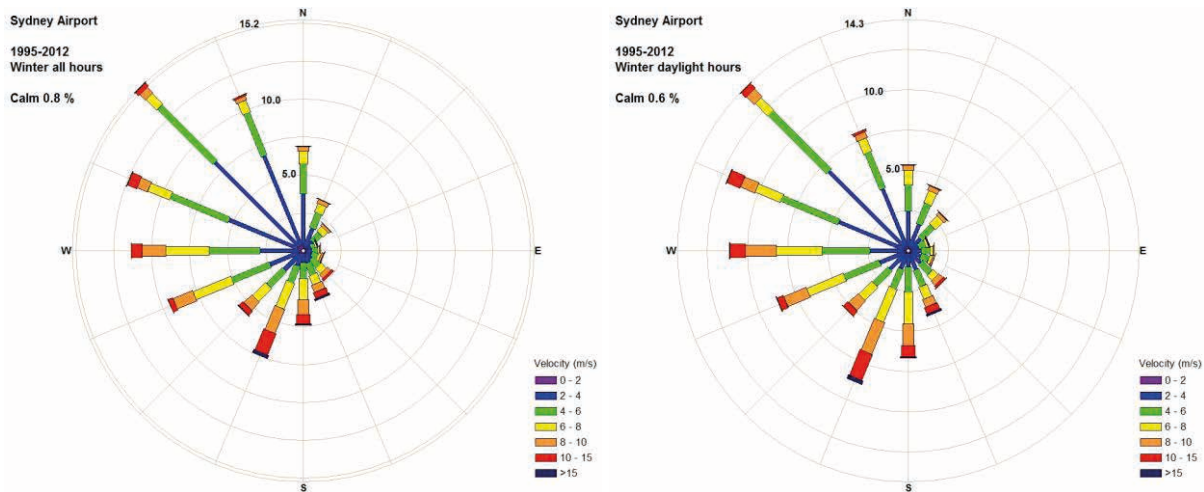 Sydney Airport
1995-2012
Winter all hours
Calm 0.8 %
N
15.2
10.0
5.0
W
E
S
Velocity (m/s)
0 - 2
2 - 4
4 - 6
6 - 8
8 - 10
10 - 15
>15
Sydney Airport
1995-2012
Winter daylight hours
Calm 0.6 %
N
14.3
10.0
5.0
W
E
S
Velocity (m/s)
0 - 2
2 - 4
4 - 6
6 - 8
8 - 10
10 - 15
>15